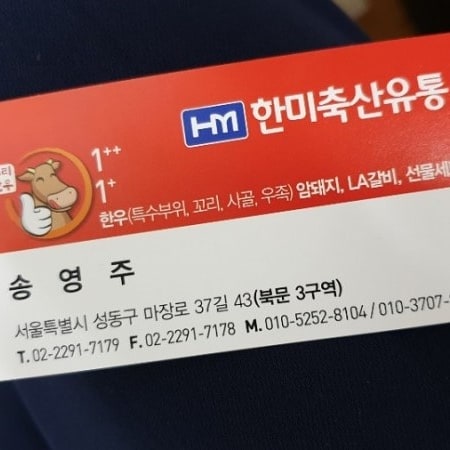 HM 한미축산유통
1++
1+
한우(특수부위, 꼬리, 사골, 우족) 암돼지, LA갈비, 선물세
송 영 주
서울특별시 성동구 마장로 37길 43(북문 3구역)
T. 02-2291-7179 F. 02-2291-7178 M. 010-5252-8104 / 010-3707-